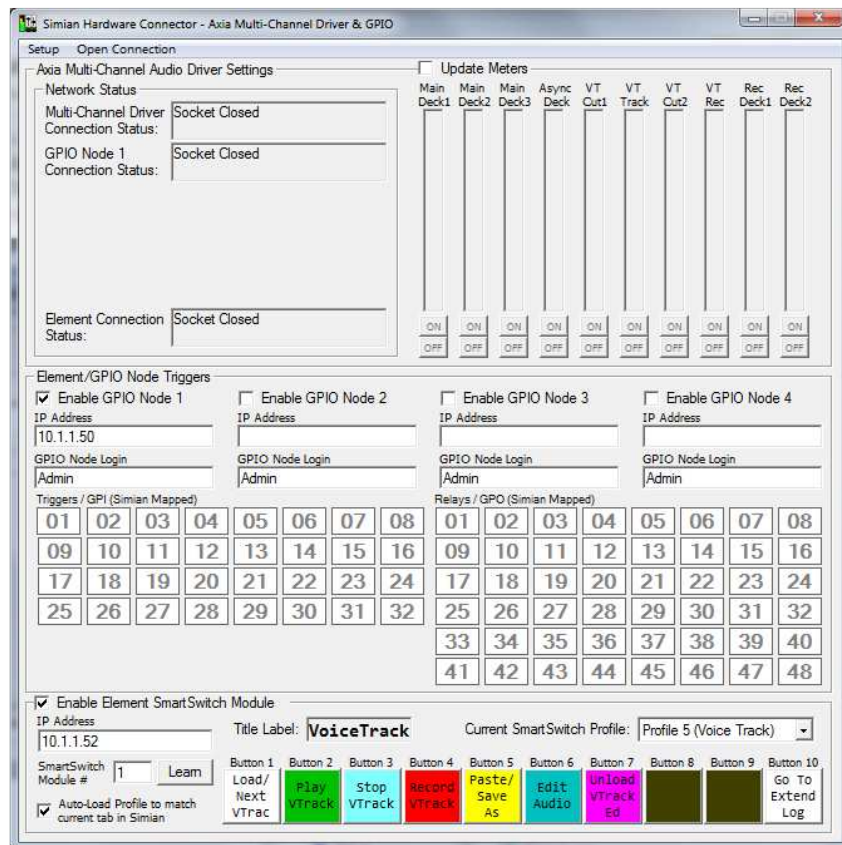 Simian Hardware Connector - Axia Multi-Channel Driver & GPIO
Setup Open Connection
Axia Multi-Channel Audio Driver Settings
Update Meters
Network Status
Multi-Channel Driver Connection Status:
Socket Closed
GPIO Node 1 Connection Status:
Socket Closed
Element Connection Status:
Socket Closed
Main Deck1
Main Deck2
Main Deck3
Async Deck
VT Cut1
VT Track
VT Cut2
VT Rec
Rec Deck1
Rec Deck2
ON ON ON ON ON ON ON ON ON ON
OFF OFF OFF OFF OFF OFF OFF OFF OFF OFF
Element/GPIO Node Triggers
Enable GPIO Node 1 Enable GPIO Node 2 Enable GPIO Node 3 Enable GPIO Node 4
IP Address IP Address IP Address IP Address
10.1.1.50
GPIO Node Login GPIO Node Login GPIO Node Login GPIO Node Login
Admin Admin Admin Admin
Triggers / GPI (Simian Mapped)
01 02 03 04 05 06 07 08
09 10 11 12 13 14 15 16
17 18 19 20 21 22 23 24
25 26 27 28 29 30 31 32
Relays / GPO (Simian Mapped)
01 02 03 04 05 06 07 08
09 10 11 12 13 14 15 16
17 18 19 20 21 22 23 24
25 26 27 28 29 30 31 32
33 34 35 36 37 38 39 40
41 42 43 44 45 46 47 48
Enable Element SmartSwitch Module
IP Address
10.1.1.52
Title Label: VoiceTrack
Current SmartSwitch Profile: Profile 5 (Voice Track)
SmartSwitch Module # 1 Learn
Auto-Load Profile to match current tab in Simian
Button 1 Button 2 Button 3 Button 4 Button 5 Button 6 Button 7 Button 8 Button 9 Button 10
Load/ Next VTrac
Play VTrack
Stop VTrack
Record VTrack
Paste/ Save As
Edit Audio
Unload VTrack Ed
Go To Extend Log